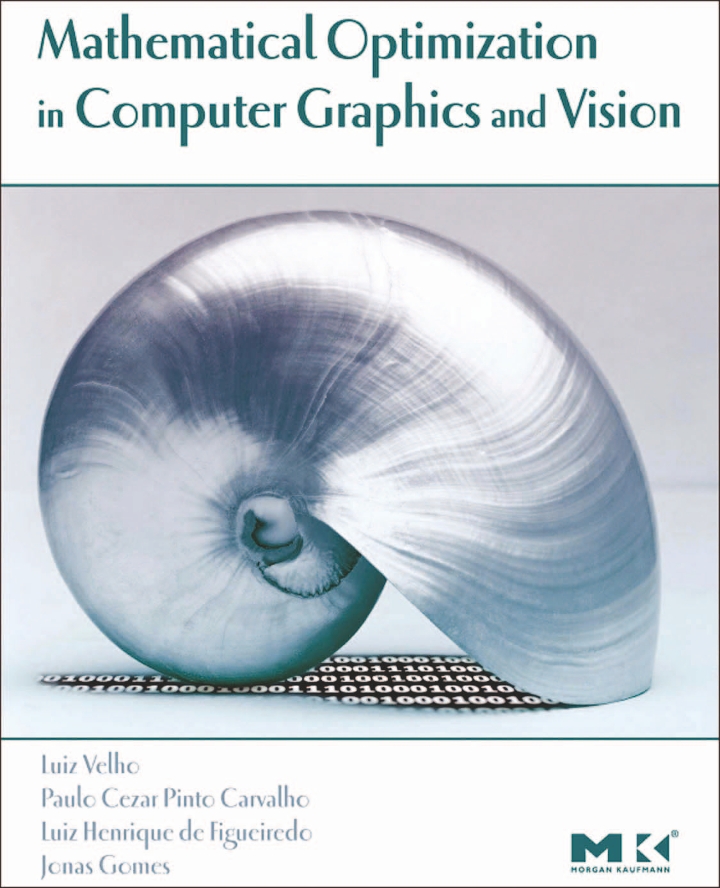 Mathematical Optimization
in Computer Graphics and Vision
Luiz Velho
Paulo Cezar Pinto Carvalho
Luiz Henrique de Figueiredo
Jonas Gomes
MK®
MORGAN KAUFMANN